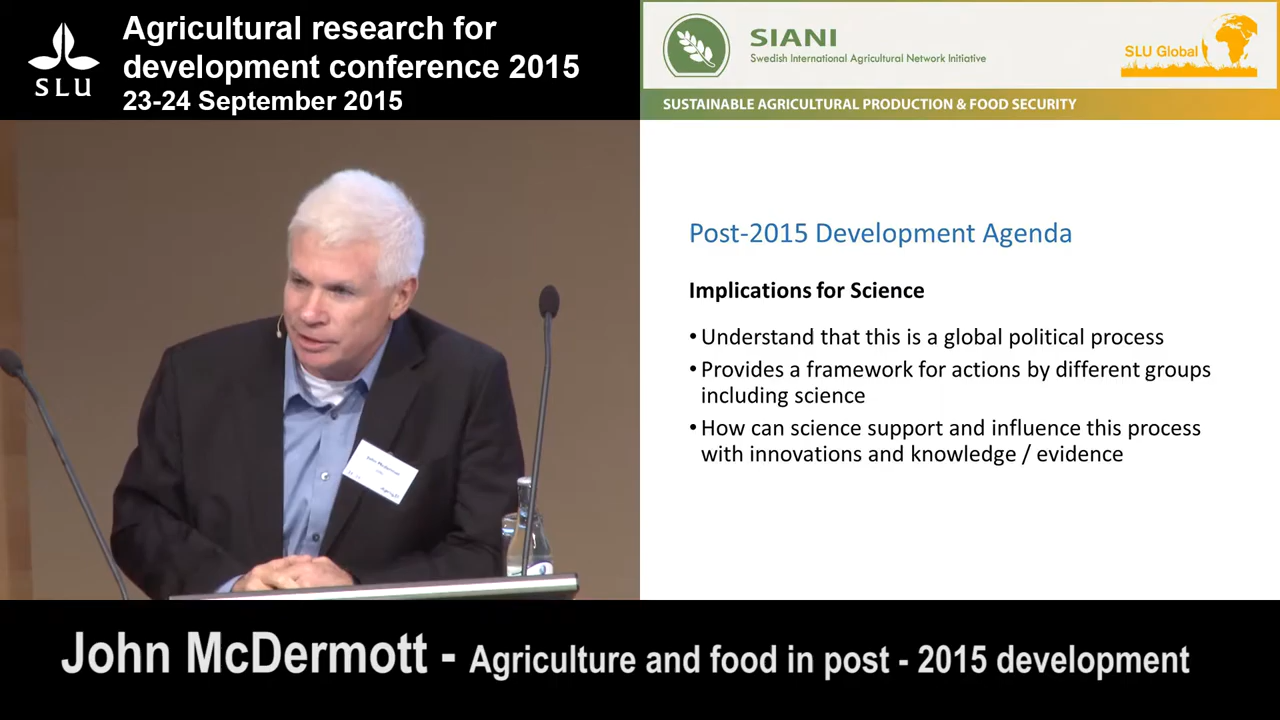 SLU
Agricultural research for
development conference 2015
23-24 September 2015
SIANI
Swedish International Agricultural Network Initiative
SLU Global
SUSTAINABLE AGRICULTURAL PRODUCTION & FOOD SECURITY
Post-2015 Development Agenda
Implications for Science
• Understand that this is a global political process
• Provides a framework for actions by different groups
including science
• How can science support and influence this process
with innovations and knowledge / evidence
John McDermott
John McDermott - Agriculture and food in post - 2015 development